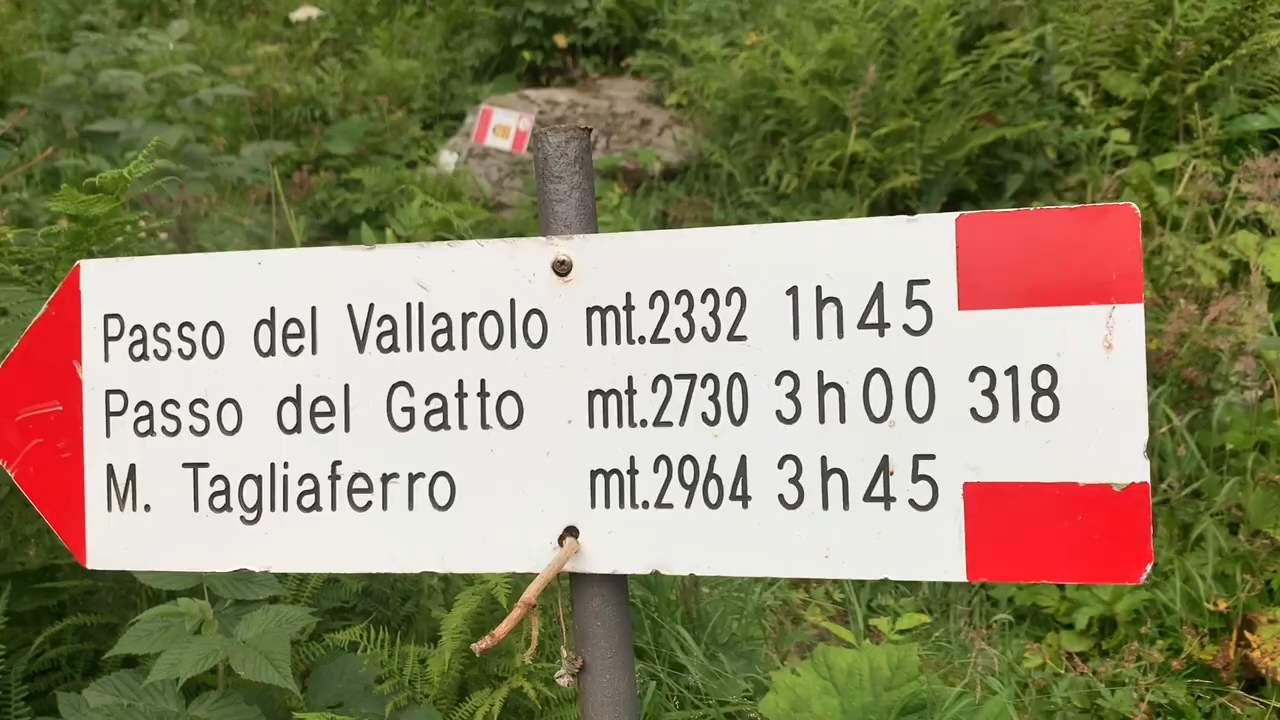 Passo del Vallarolo mt.2332 1h45
Passo del Gatto mt.2730 3h00 318
M. Tagliaferro mt.2964 3h45